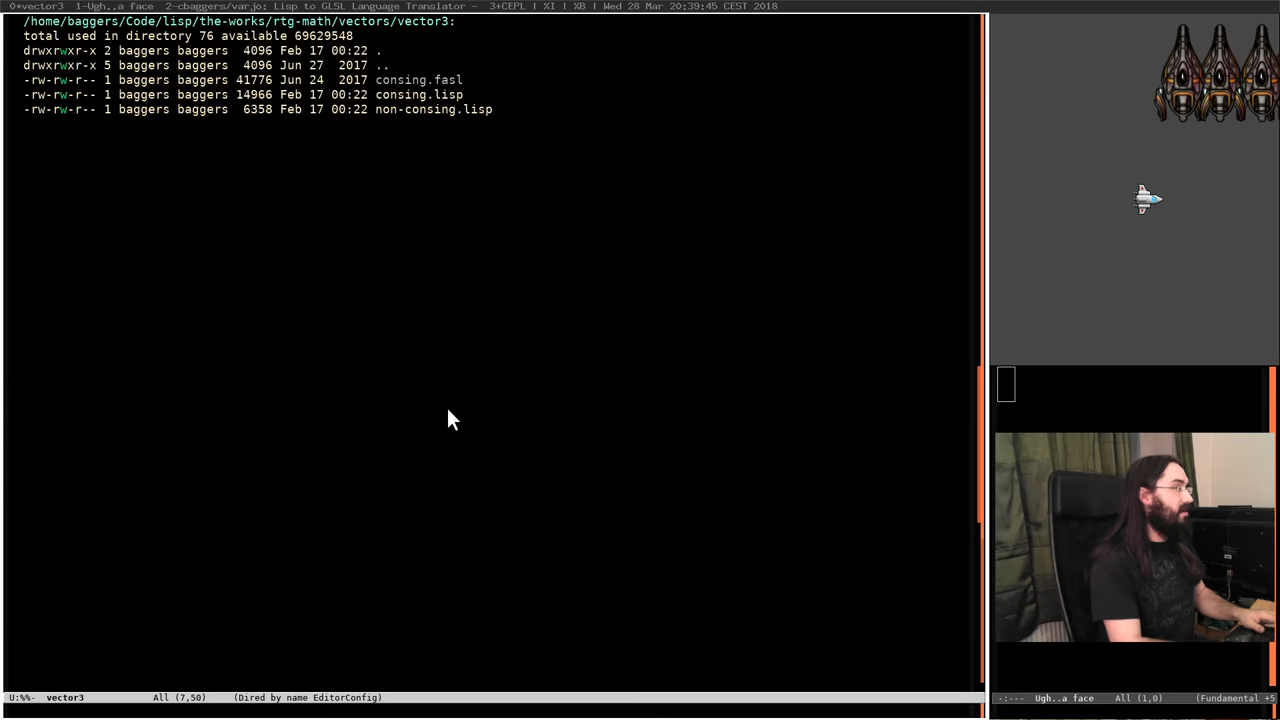 0*vector3  1-Ugh..a face  2-cbaggers/varjo: Lisp to GLSL Language Translator -  3+CEPL | XI | %B | Wed 28 Mar 20:39:45 CEST 2018
/home/baggers/Code/lisp/the-works/rtg-math/vectors/vector3:
total used in directory 76 available 69629548
drwxrwxr-x 2 baggers baggers  4096 Feb 17 00:22 .
drwxrwxr-x 5 baggers baggers  4096 Jun 27  2017 ..
-rw-rw-r-- 1 baggers baggers 41776 Jun 24  2017 consing.fasl
-rw-rw-r-- 1 baggers baggers 14966 Feb 17 00:22 consing.lisp
-rw-rw-r-- 1 baggers baggers  6358 Feb 17 00:22 non-consing.lisp
U:%%-  vector3        All (7,50)    (Dired by name EditorConfig)
-:---  Ugh..a face   All (1,0)    (Fundamental +5